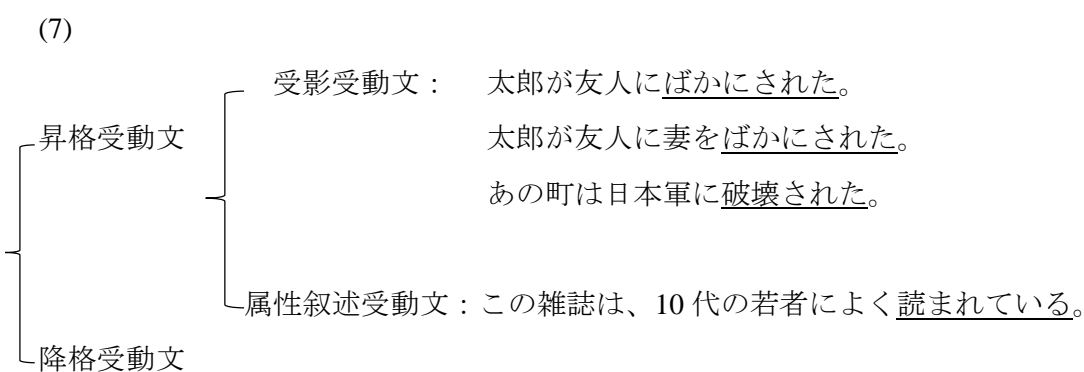 (7)
受影受動文： 太郎が友人にばかにされた。
昇格受動文 太郎が友人に妻をばかにされた。
あの町は日本軍に破壊された。
属性叙述受動文：この雑誌は、10 代の若者によく読まれている。
降格受動文